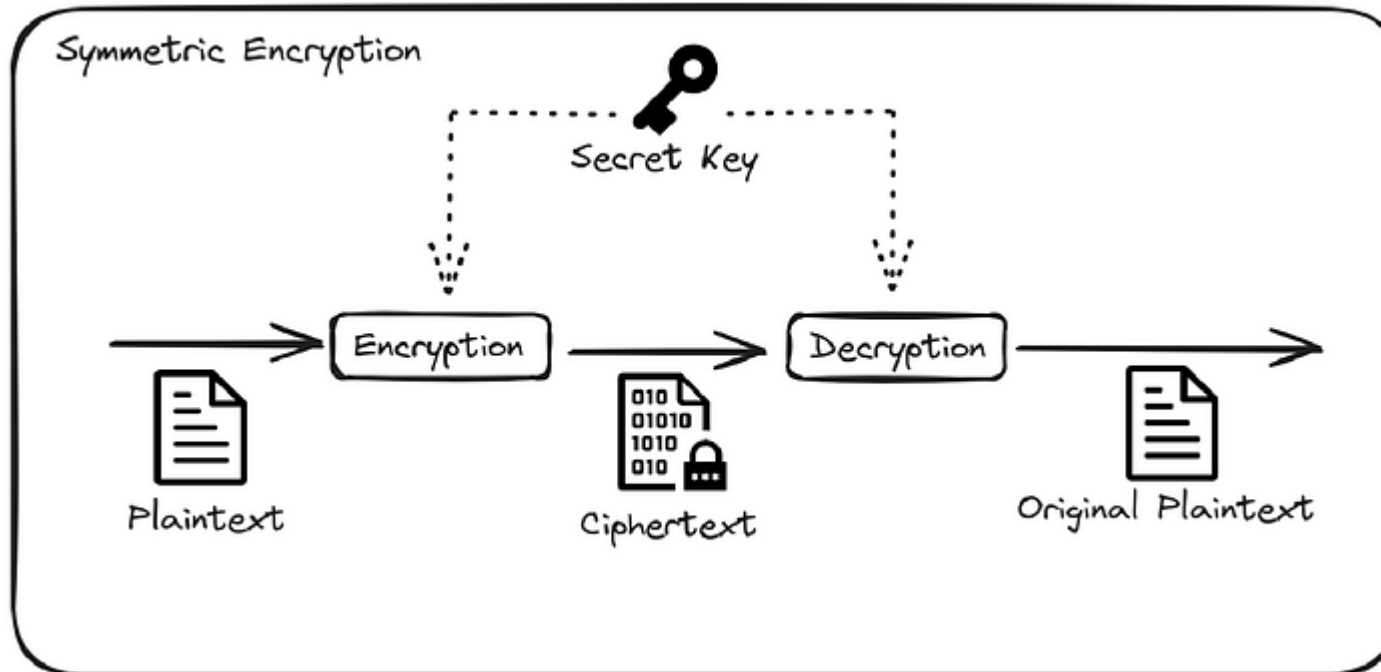 Symmetric Encryption
Secret Key
Encryption
Decryption
010
01010
1010
010
Plaintext
Ciphertext
Original Plaintext